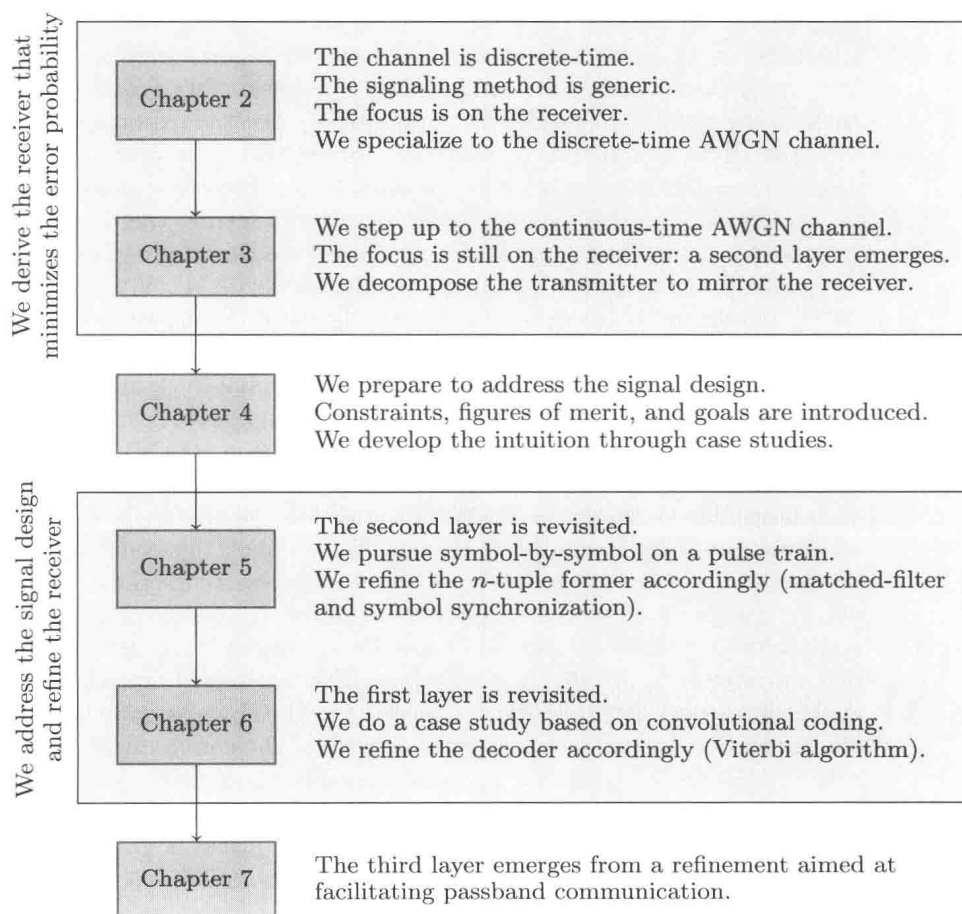 We derive the receiver that
minimizes the error probability
Chapter 2
The channel is discrete-time.
The signaling method is generic.
The focus is on the receiver.
We specialize to the discrete-time AWGN channel.
Chapter 3
We step up to the continuous-time AWGN channel.
The focus is still on the receiver: a second layer emerges.
We decompose the transmitter to mirror the receiver.
Chapter 4
We prepare to address the signal design.
Constraints, figures of merit, and goals are introduced.
We develop the intuition through case studies.
We address the signal design
and refine the receiver
Chapter 5
The second layer is revisited.
We pursue symbol-by-symbol on a pulse train.
We refine the n-tuple former accordingly (matched-filter
and symbol synchronization).
Chapter 6
The first layer is revisited.
We do a case study based on convolutional coding.
We refine the decoder accordingly (Viterbi algorithm).
Chapter 7
The third layer emerges from a refinement aimed at
facilitating passband communication.